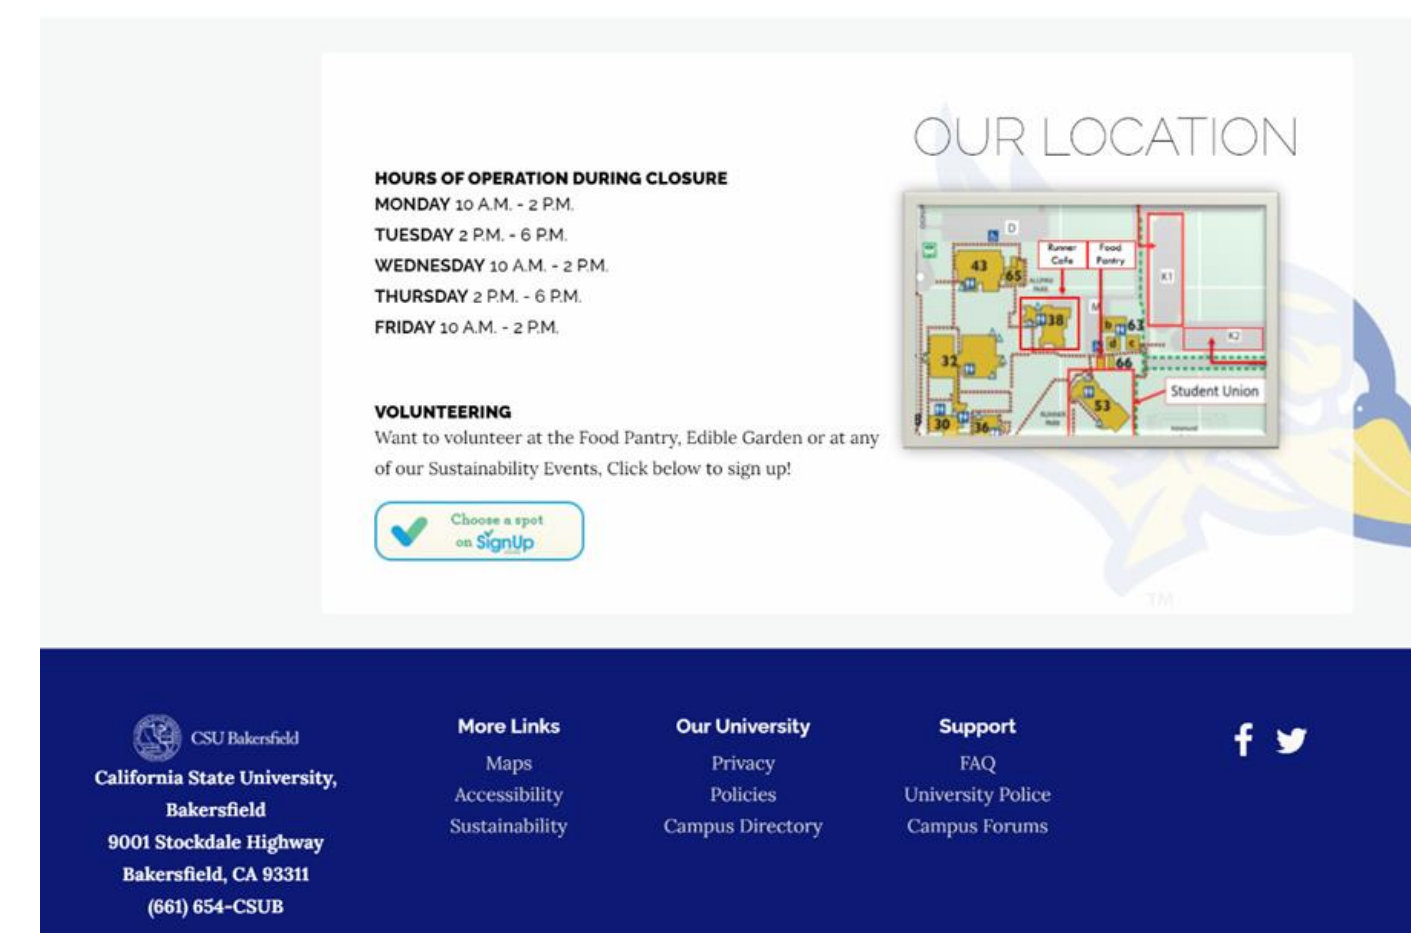 OUR LOCATION
HOURS OF OPERATION DURING CLOSURE
MONDAY 10 A.M. - 2 P.M.
TUESDAY 2 P.M. - 6 P.M.
WEDNESDAY 10 A.M. - 2 P.M.
THURSDAY 2 P.M. - 6 P.M.
FRIDAY 10 A.M. - 2 P.M.
D
Runner
Cafe
Food
Pantry
43
65
K1
M
38
b
63
d
c
K2
32
66
Student Union
53
30
36
VOLUNTEERING
Want to volunteer at the Food Pantry, Edible Garden or at any
of our Sustainability Events, Click below to sign up!
Choose a spot
on SignUp
TM
CSU Bakersfield
California State University,
Bakersfield
9001 Stockdale Highway
Bakersfield, CA 93311
(661) 654-CSUB
More Links
Maps
Accessibility
Sustainability
Our University
Privacy
Policies
Campus Directory
Support
FAQ
University Police
Campus Forums